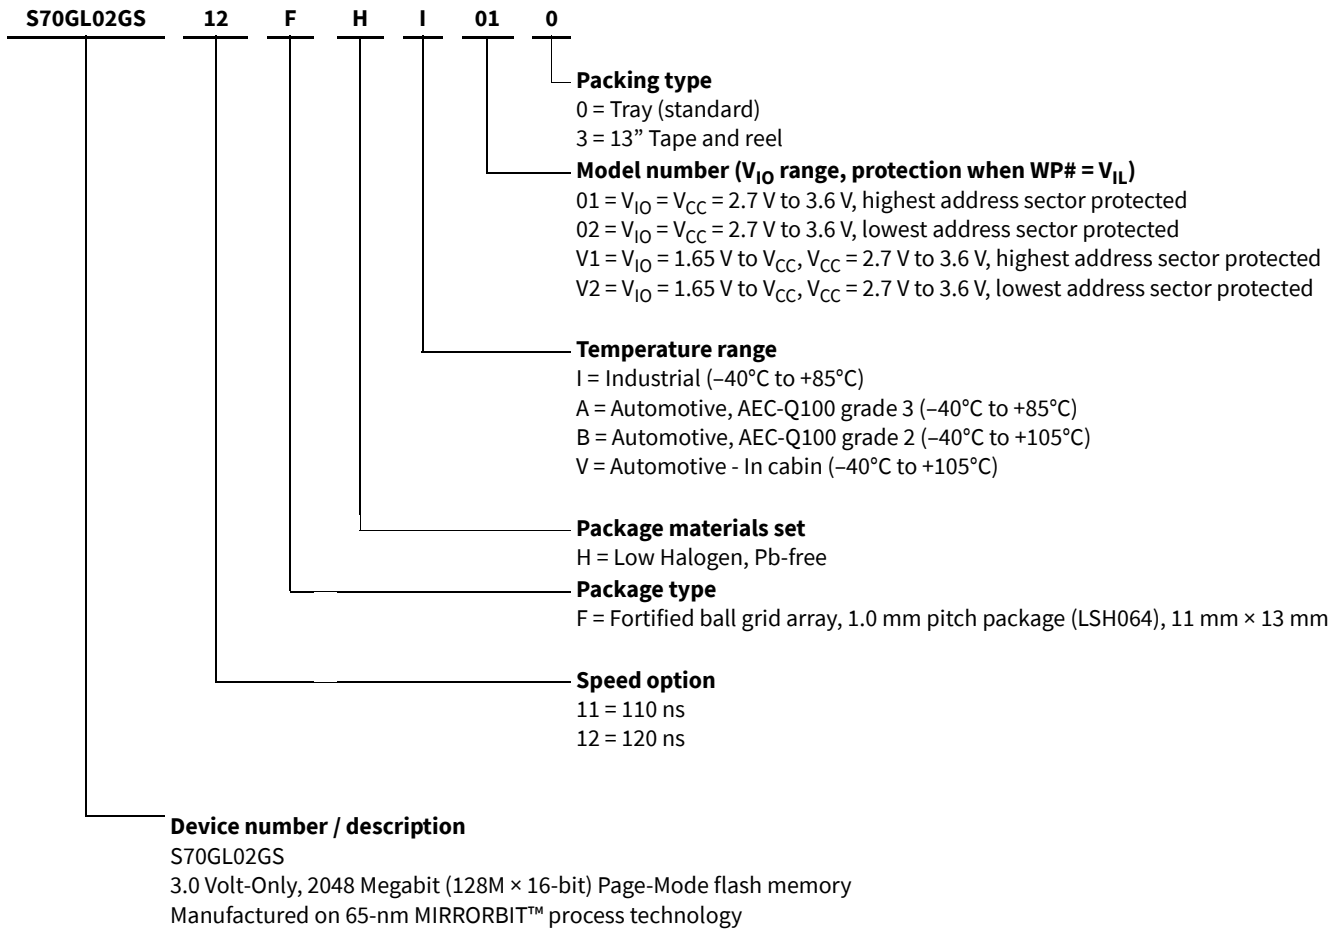 S70GL02GS 12 F H I 01 0
Packing type
0 = Tray (standard)
3 = 13” Tape and reel
Model number (VIO range, protection when WP# = VIL)
01 = VIO = VCC = 2.7 V to 3.6 V, highest address sector protected
02 = VIO = VCC = 2.7 V to 3.6 V, lowest address sector protected
V1 = VIO = 1.65 V to VCC, VCC = 2.7 V to 3.6 V, highest address sector protected
V2 = VIO = 1.65 V to VCC, VCC = 2.7 V to 3.6 V, lowest address sector protected
Temperature range
I = Industrial (–40°C to +85°C)
A = Automotive, AEC-Q100 grade 3 (–40°C to +85°C)
B = Automotive, AEC-Q100 grade 2 (–40°C to +105°C)
V = Automotive - In cabin (–40°C to +105°C)
Package materials set
H = Low Halogen, Pb-free
Package type
F = Fortified ball grid array, 1.0 mm pitch package (LSH064), 11 mm × 13 mm
Speed option
11 = 110 ns
12 = 120 ns
Device number / description
S70GL02GS
3.0 Volt-Only, 2048 Megabit (128M × 16-bit) Page-Mode flash memory
Manufactured on 65-nm MIRRORBIT™ process technology